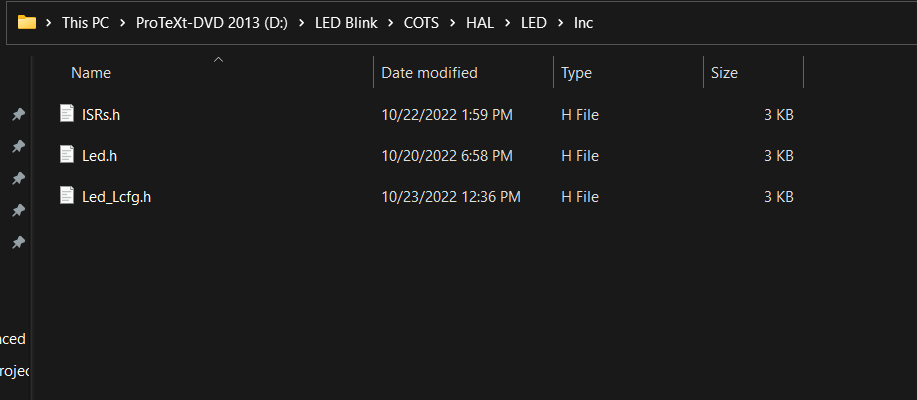 This PC > ProTeXt-DVD 2013 (D:) > LED Blink > COTS > HAL > LED > Inc
Name Date modified Type Size
ISRs.h 10/22/2022 1:59 PM H File 3 KB
Led.h 10/20/2022 6:58 PM H File 3 KB
Led_Lcfg.h 10/23/2022 12:36 PM H File 3 KB
nced
rojec